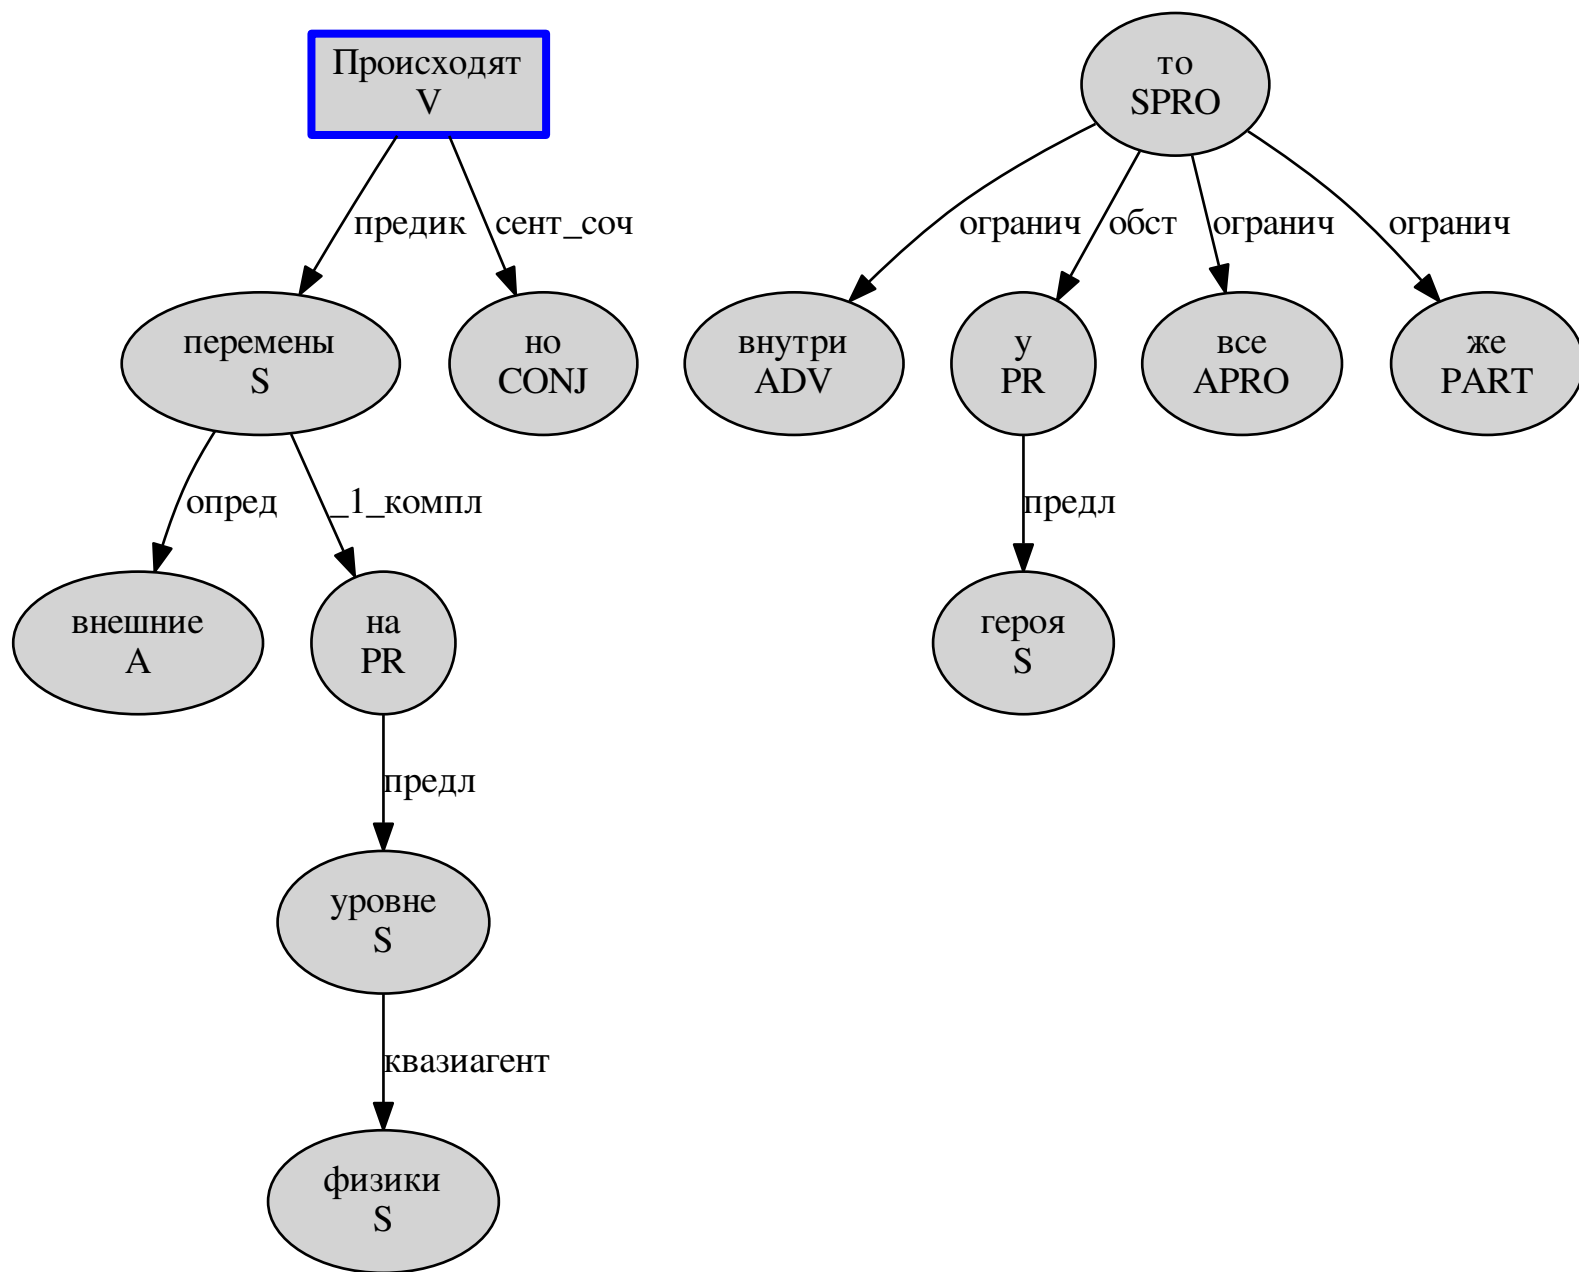 Происходят
V
то
SPRO
предик
сент_соч
огранич
обст
огранич
огранич
перемены
S
но
CONJ
внутри
ADV
у
PR
все
APRO
же
PART
опред
_1_компл
предл
внешние
A
на
PR
героя
S
предл
уровне
S
квазиагент
физики
S